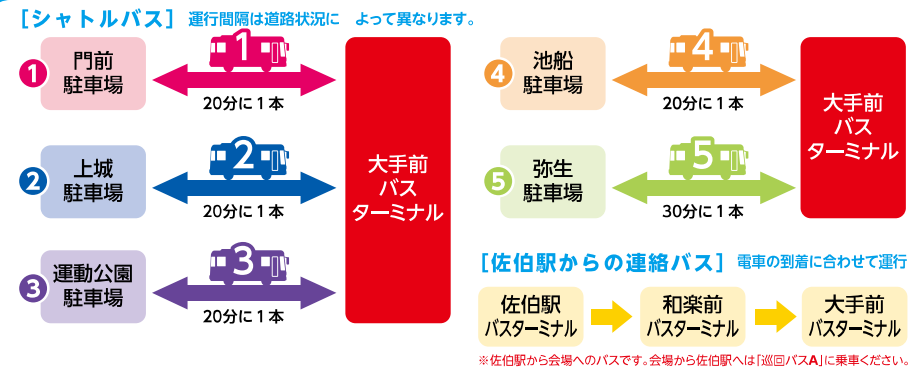 [シャトルバス] 運行間隔は道路状況に　よって異なります。
1
門前
駐車場
1
20分に1本
2
上城
駐車場
2
20分に1本
3
運動公園
駐車場
3
20分に1本
大手前
バス
ターミナル
4
池船
駐車場
4
20分に1本
5
弥生
駐車場
5
30分に1本
大手前
バス
ターミナル
[佐伯駅からの連絡バス] 電車の到着に合わせて運行
佐伯駅
バスターミナル
和楽前
バスターミナル
大手前
バスターミナル
※佐伯駅から会場へのバスです。会場から佐伯駅へは「巡回バスA」に乗車ください。